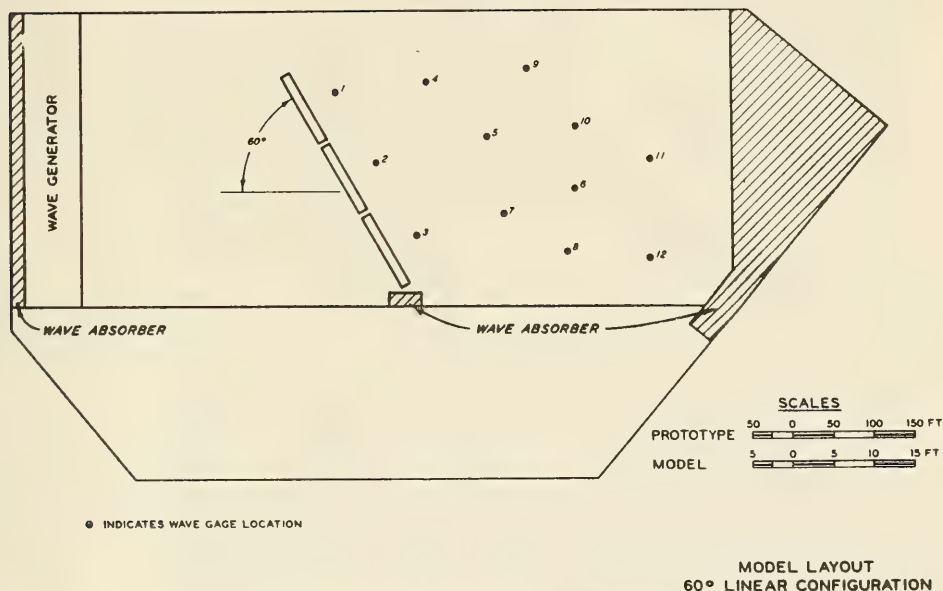 WAVE GENERATOR
60°
1
2
3
4
5
6
7
8
9
10
11
12
WAVE ABSORBER
WAVE ABSORBER
SCALES
PROTOTYPE 50 0 50 100 150 FT
MODEL 5 0 5 10 15 FT
● INDICATES WAVE GAGE LOCATION
MODEL LAYOUT
60° LINEAR CONFIGURATION